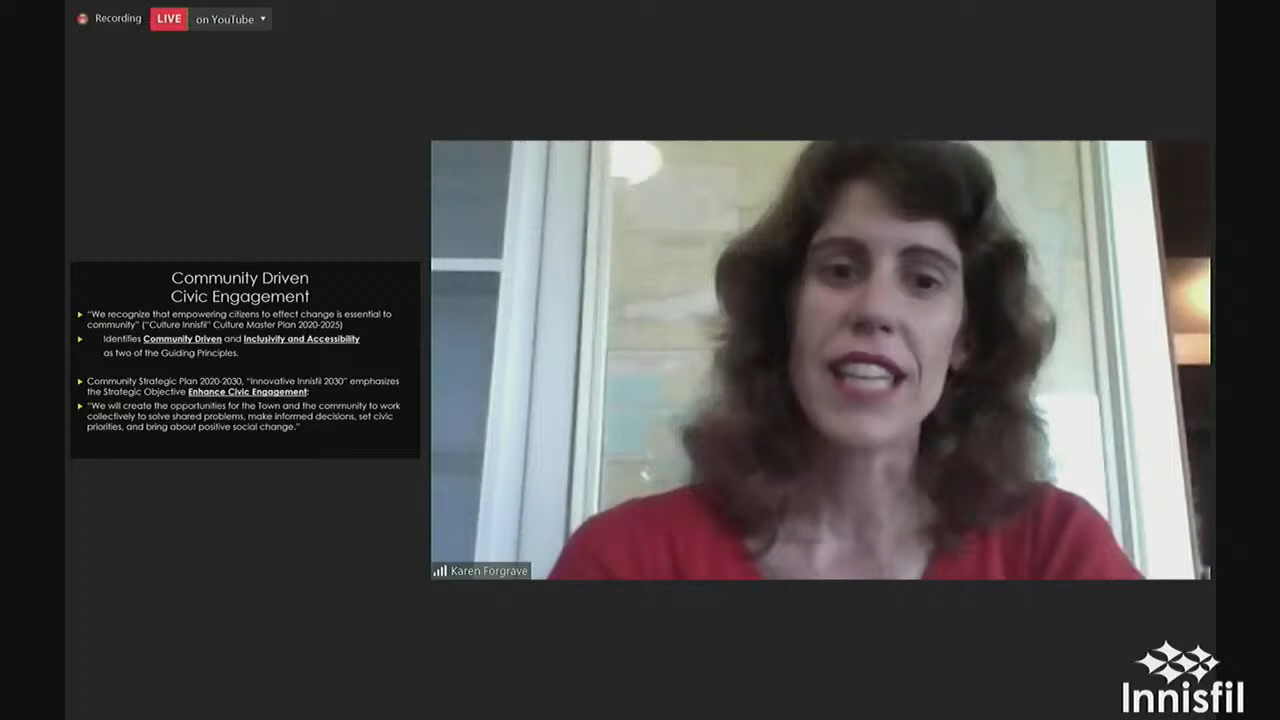 Recording
LIVE
on YouTube
Community Driven
Civic Engagement
"We recognize that empowering citizens to effect change is essential to
community" ("Culture Innisfil" Culture Master Plan 2020-2025)
Identifies Community Driven and Inclusivity and Accessibility
as two of the Guiding Principles.
Community Strategic Plan 2020-2030, "Innovative Innisfil 2030" emphasizes
the Strategic Objective Enhance Civic Engagement:
"We will create the opportunities for the Town and the community to work
collectively to solve shared problems, make informed decisions, set civic
priorities, and bring about positive social change."
Karen Forgrave
Innisfil